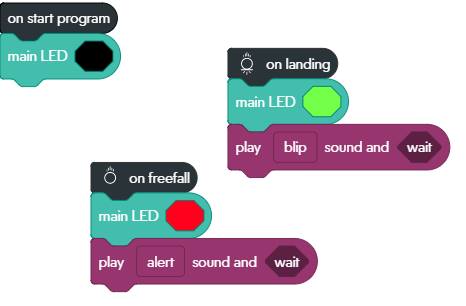 on start program
main LED
on landing
main LED
play blip sound and wait
on freefall
main LED
play alert sound and wait